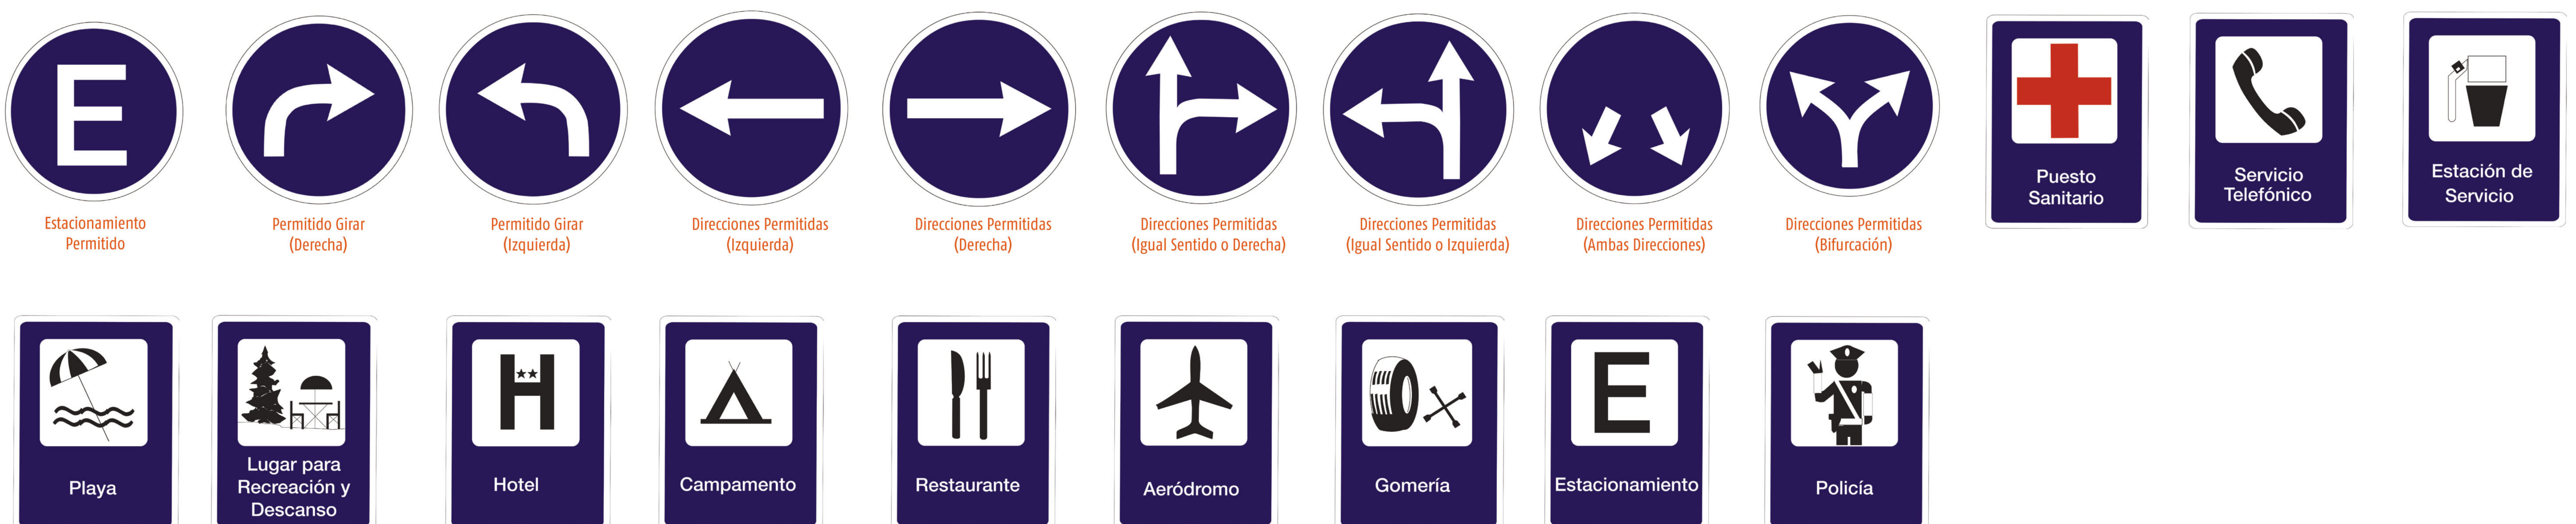 E
Estacionamiento
Permitido
Permitido Girar
(Derecha)
Permitido Girar
(Izquierda)
Direcciones Permitidas
(Izquierda)
Direcciones Permitidas
(Derecha)
Direcciones Permitidas
(Igual Sentido o Derecha)
Direcciones Permitidas
(Igual Sentido o Izquierda)
Direcciones Permitidas
(Ambas Direcciones)
Direcciones Permitidas
(Bifurcación)
Puesto
Sanitario
Servicio
Telefónico
Estación de
Servicio
Playa
Lugar para
Recreación y
Descanso
H
Hotel
Campamento
Restaurante
Aeródromo
Gomería
E
Estacionamiento
Policía